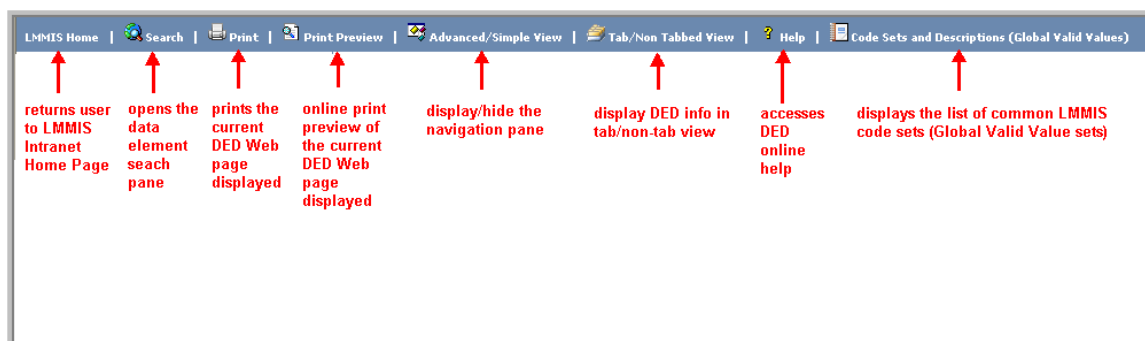 LMMIS Home | Search | Print | Print Preview | Advanced/Simple View | Tab/Non Tabbed View | Help | Code Sets and Descriptions (Global Valid Values)
returns user
to LMMIS
Intranet
Home Page
opens the
data
element
seach
pane
prints the
current
DED Web
page
displayed
online print
preview of
the current
DED Web
page
displayed
display/hide the
navigation pane
display DED info in
tab/non-tab view
accesses
DED
online
help
displays the list of common LMMIS
code sets (Global Valid Value sets)